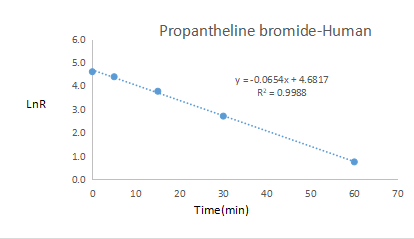 Propantheline bromide-Human
6.0
5.0
4.0
3.0
2.0
1.0
0.0
LnR
y = -0.0654x + 4.6817
R² = 0.9988
0 10 20 30 40 50 60 70
Time(min)